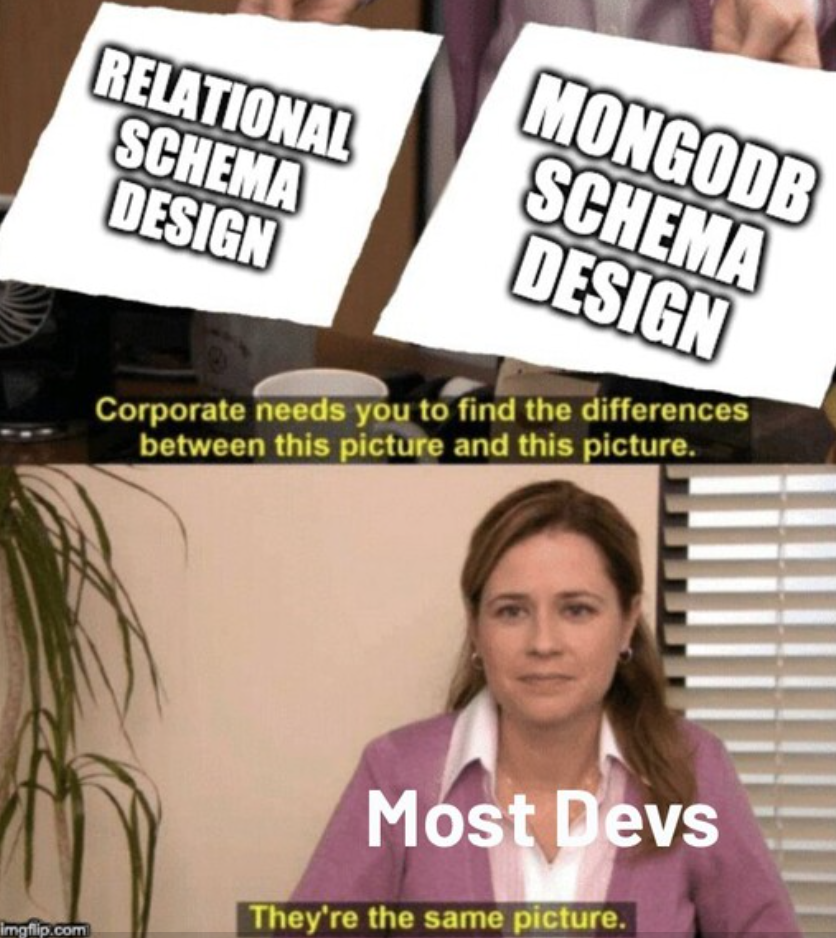 RELATIONAL
SCHEMA
DESIGN
MONGODB
SCHEMA
DESIGN
Corporate needs you to find the differences
between this picture and this picture.
Most Devs
They're the same picture.
imgflip.com